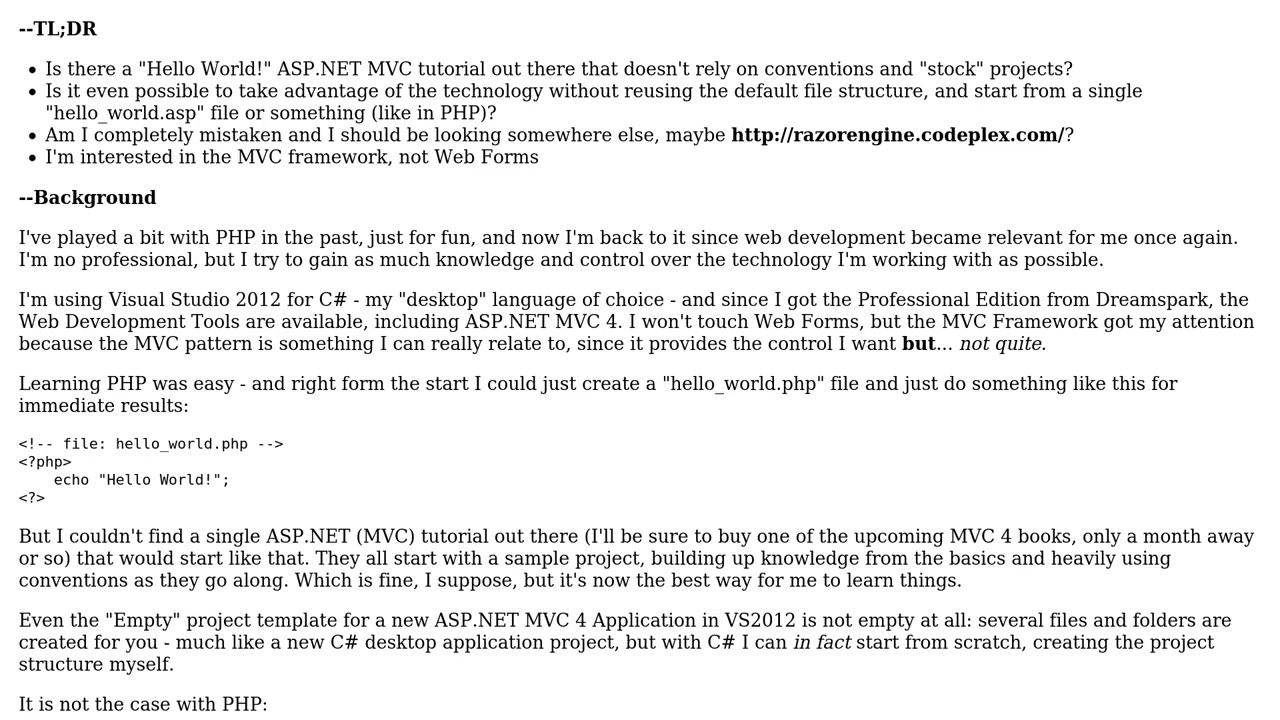 --TL;DR
• Is there a "Hello World!" ASP.NET MVC tutorial out there that doesn't rely on conventions and "stock" projects?
• Is it even possible to take advantage of the technology without reusing the default file structure, and start from a single
"hello_world.asp" file or something (like in PHP)?
• Am I completely mistaken and I should be looking somewhere else, maybe http://razorengine.codeplex.com/?
• I'm interested in the MVC framework, not Web Forms
--Background
I've played a bit with PHP in the past, just for fun, and now I'm back to it since web development became relevant for me once again.
I'm no professional, but I try to gain as much knowledge and control over the technology I'm working with as possible.
I'm using Visual Studio 2012 for C# - my "desktop" language of choice - and since I got the Professional Edition from Dreamspark, the
Web Development Tools are available, including ASP.NET MVC 4. I won't touch Web Forms, but the MVC Framework got my attention
because the MVC pattern is something I can really relate to, since it provides the control I want but... not quite.
Learning PHP was easy - and right form the start I could just create a "hello_world.php" file and just do something like this for
immediate results:
<!-- file: hello_world.php -->
<?php>
    echo "Hello World!";
<?>
But I couldn't find a single ASP.NET (MVC) tutorial out there (I'll be sure to buy one of the upcoming MVC 4 books, only a month away
or so) that would start like that. They all start with a sample project, building up knowledge from the basics and heavily using
conventions as they go along. Which is fine, I suppose, but it's now the best way for me to learn things.
Even the "Empty" project template for a new ASP.NET MVC 4 Application in VS2012 is not empty at all: several files and folders are
created for you - much like a new C# desktop application project, but with C# I can in fact start from scratch, creating the project
structure myself.
It is not the case with PHP: